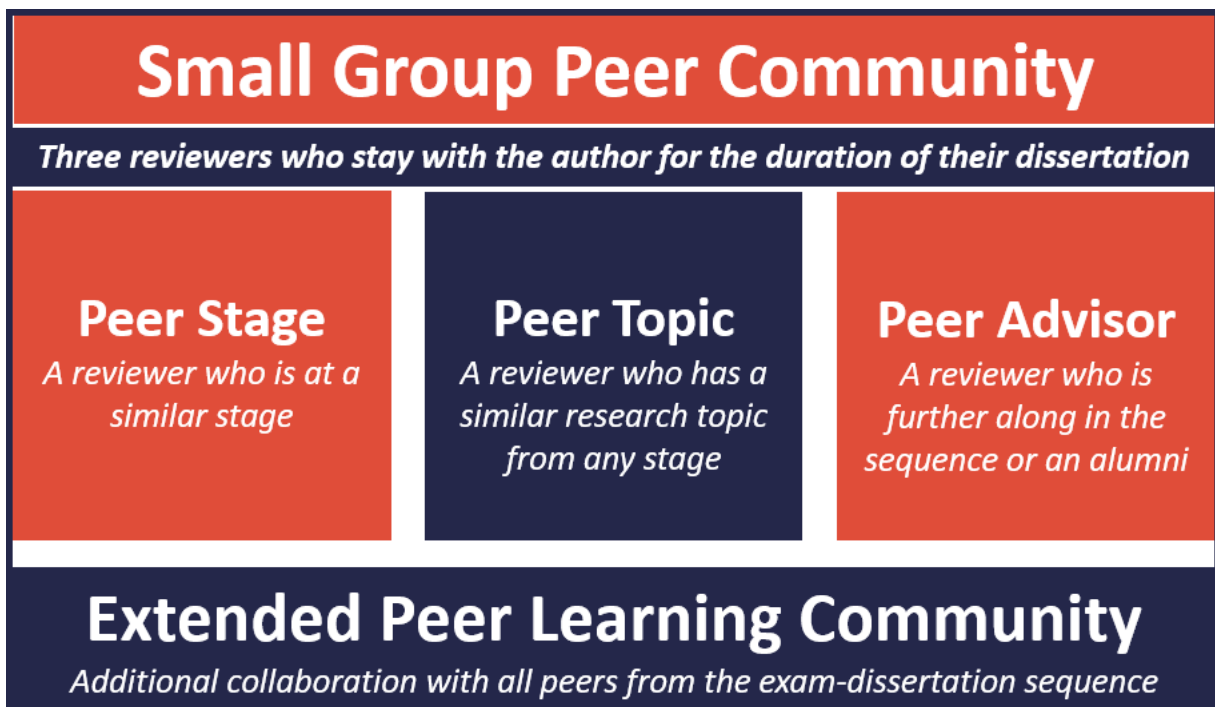 Small Group Peer Community
Three reviewers who stay with the author for the duration of their dissertation
Peer Stage
A reviewer who is at a
similar stage
Peer Topic
A reviewer who has a
similar research topic
from any stage
Peer Advisor
A reviewer who is
further along in the
sequence or an alumni
Extended Peer Learning Community
Additional collaboration with all peers from the exam-dissertation sequence